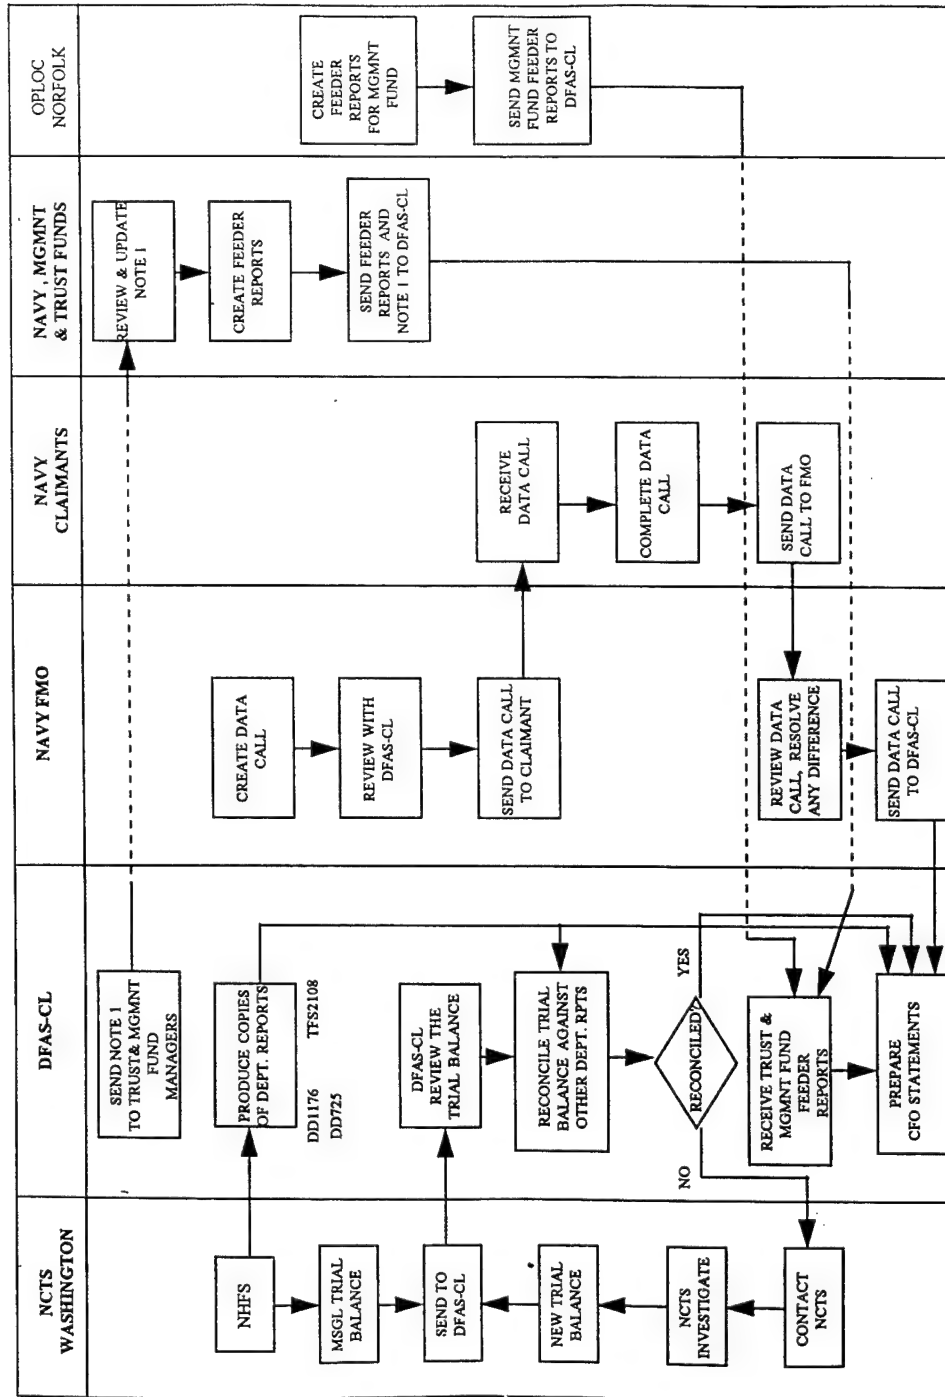 NCTS
WASHINGTON
DFAS-CL
NAVY FMO
NAVY
CLAIMANTS
NAVY , MGMNT
& TRUST FUNDS
OPLOC
NORFOLK
NHFS
MSGL TRIAL
BALANCE
SEND TO
DFAS-CL
NEW TRIAL
BALANCE
NCTS
INVESTIGATE
CONTACT
NCTS
SEND NOTE 1
TO TRUST& MGMNT
FUND
MANAGERS
PRODUCE COPIES
OF DEPT. REPORTS
DD1176 TFS2108
DD725
DFAS-CL
REVIEW THE
TRIAL BALANCE
RECONCILE TRIAL
BALANCE AGAINST
OTHER DEPT. RPTS
RECONCILED?
NO
YES
RECEIVE TRUST &
MGMNT FUND
FEEDER
REPORTS
PREPARE
CFO STATEMENTS
CREATE DATA
CALL
REVIEW WITH
DFAS-CL
SEND DATA CALL
TO CLAIMANT
REVIEW DATA
CALL, RESOLVE
ANY DIFFERENCE
SEND DATA CALL
TO DFAS-CL
RECEIVE
DATA CALL
COMPLETE DATA
CALL
SEND DATA
CALL TO FMO
REVIEW & UPDATE
NOTE 1
CREATE FEEDER
REPORTS
SEND FEEDER
REPORTS AND
NOTE 1 TO DFAS-CL
CREATE
FEEDER
REPORTS
FOR MGMNT
FUND
SEND MGMNT
FUND FEEDER
REPORTS TO
DFAS-CL